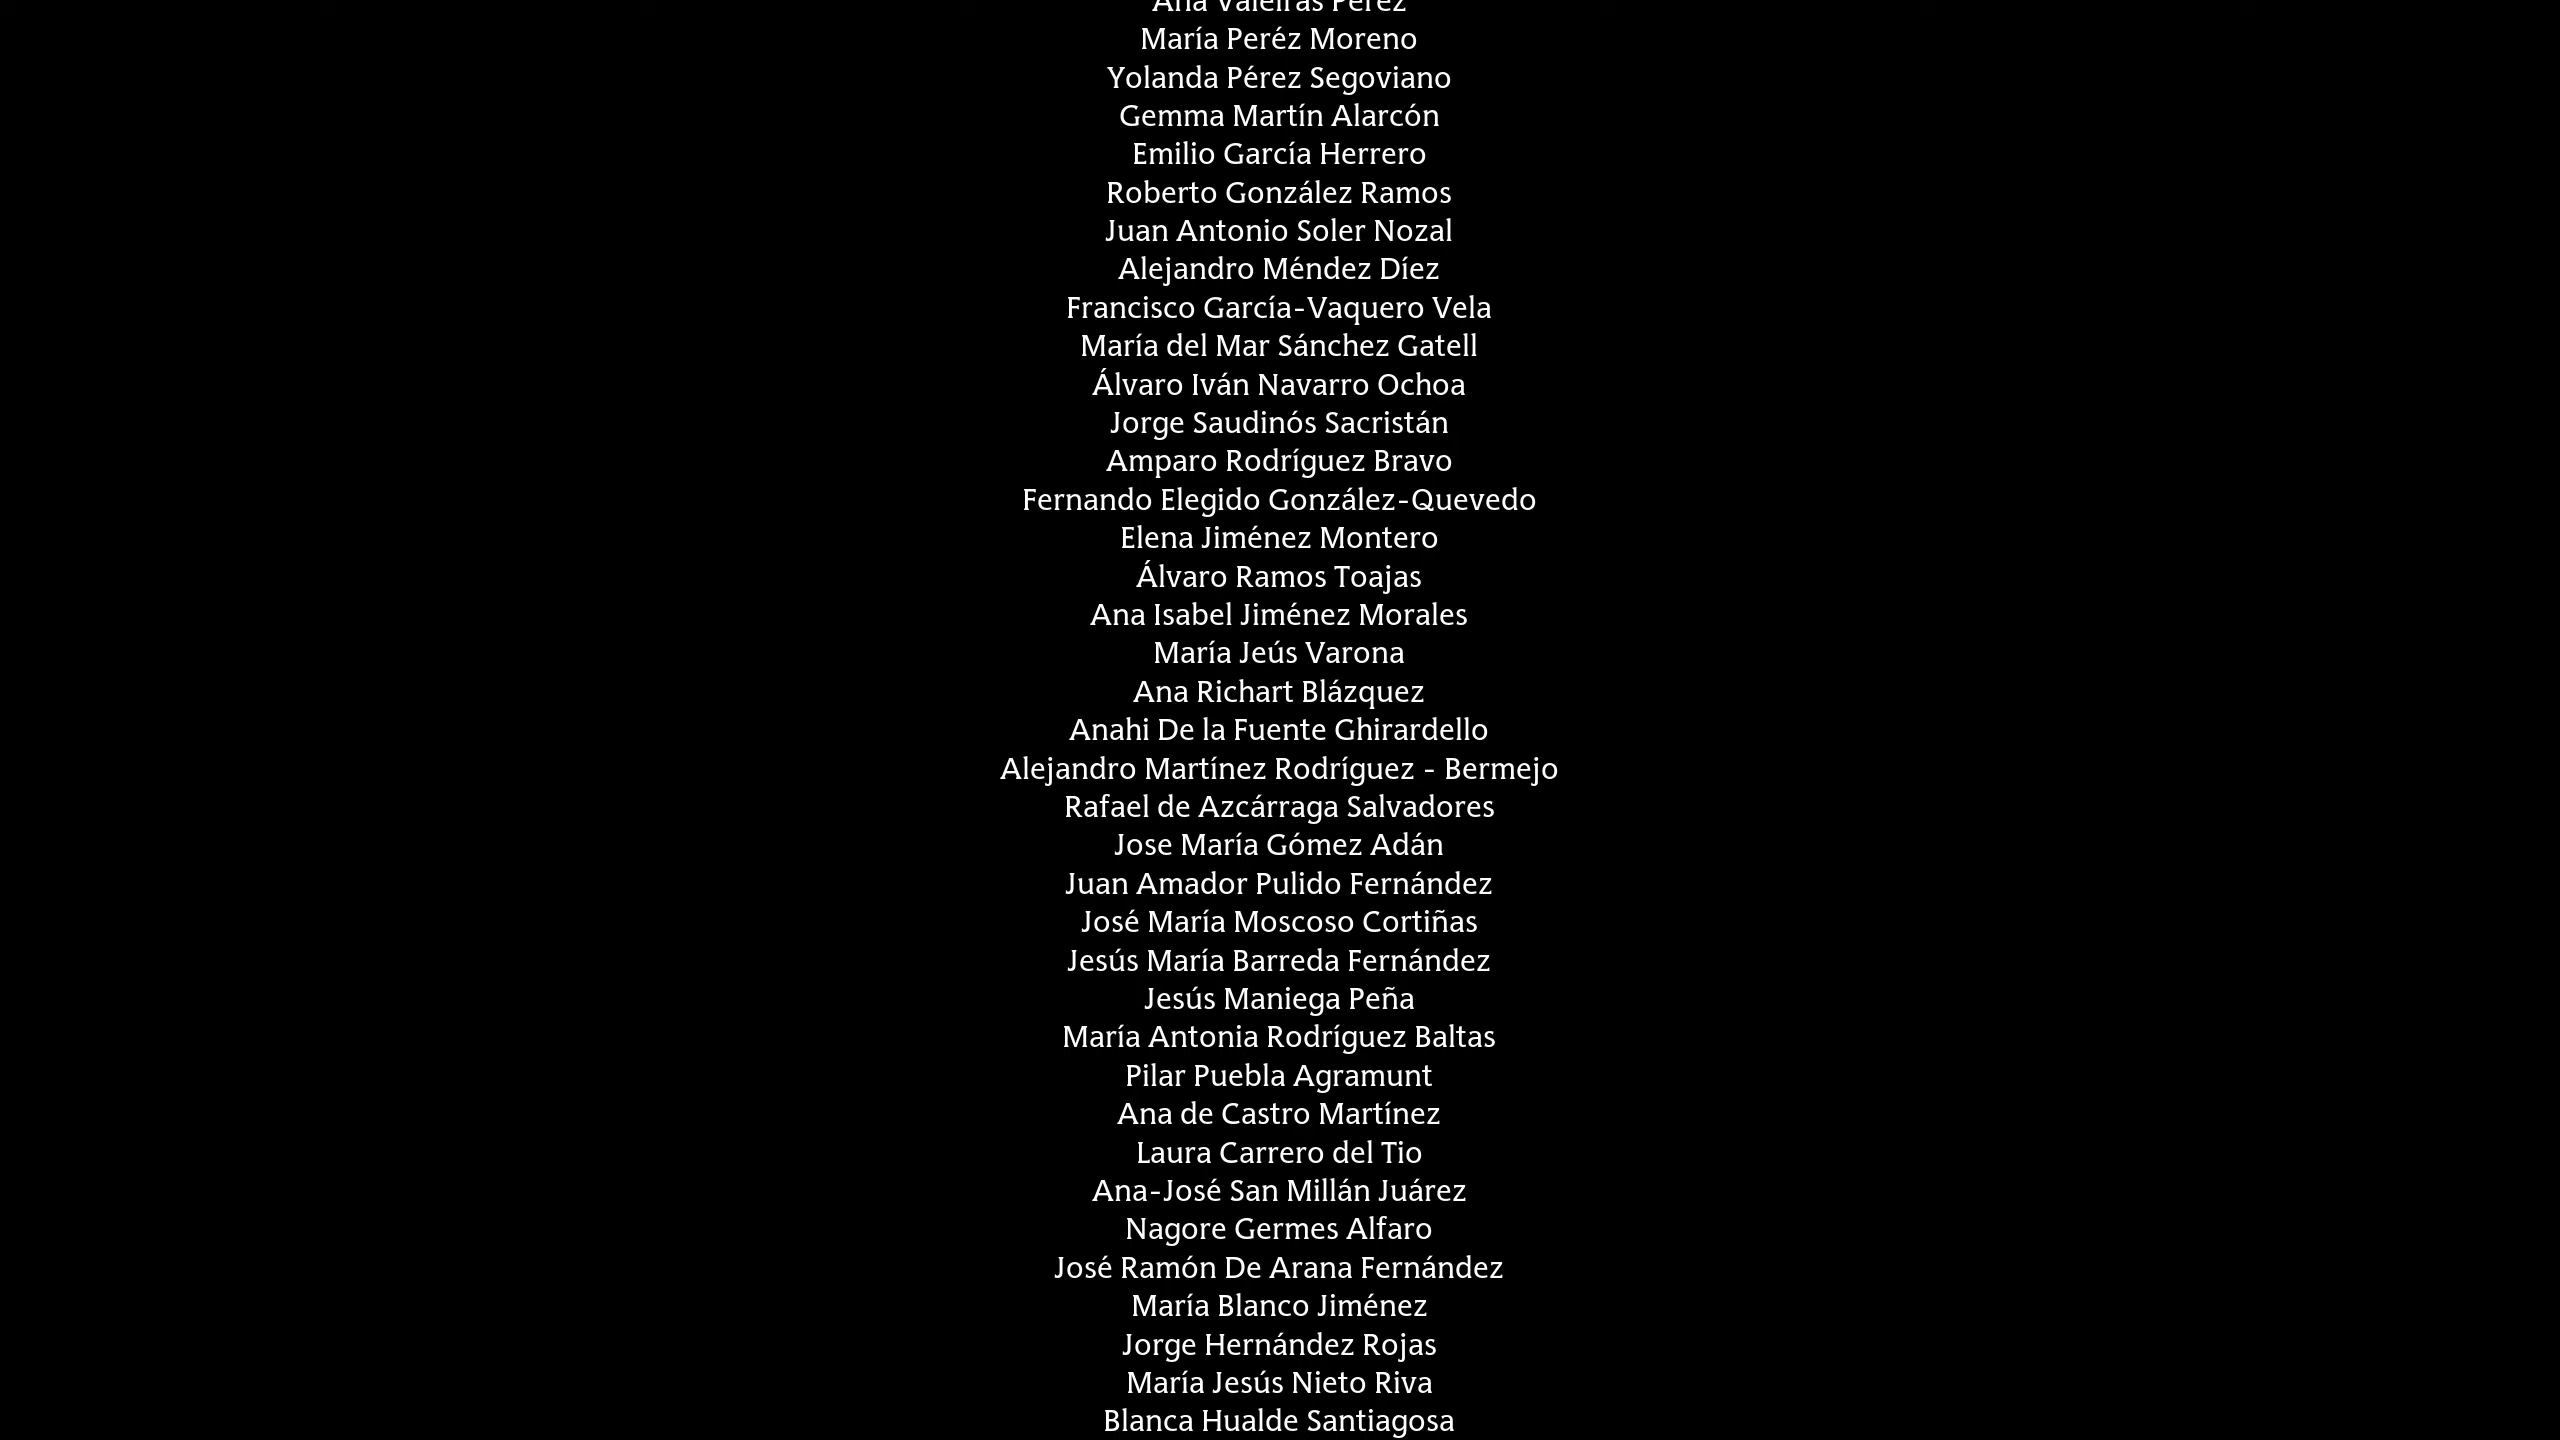 Ana Valeiras Pérez
María Peréz Moreno
Yolanda Pérez Segoviano
Gemma Martín Alarcón
Emilio García Herrero
Roberto González Ramos
Juan Antonio Soler Nozal
Alejandro Méndez Díez
Francisco García-Vaquero Vela
María del Mar Sánchez Gatell
Álvaro Iván Navarro Ochoa
Jorge Saudinós Sacristán
Amparo Rodríguez Bravo
Fernando Elegido González-Quevedo
Elena Jiménez Montero
Álvaro Ramos Toajas
Ana Isabel Jiménez Morales
María Jeús Varona
Ana Richart Blázquez
Anahi De la Fuente Ghirardello
Alejandro Martínez Rodríguez - Bermejo
Rafael de Azcárraga Salvadores
Jose María Gómez Adán
Juan Amador Pulido Fernández
José María Moscoso Cortiñas
Jesús María Barreda Fernández
Jesús Maniega Peña
María Antonia Rodríguez Baltas
Pilar Puebla Agramunt
Ana de Castro Martínez
Laura Carrero del Tio
Ana-José San Millán Juárez
Nagore Germes Alfaro
José Ramón De Arana Fernández
María Blanco Jiménez
Jorge Hernández Rojas
María Jesús Nieto Riva
Blanca Hualde Santiagosa